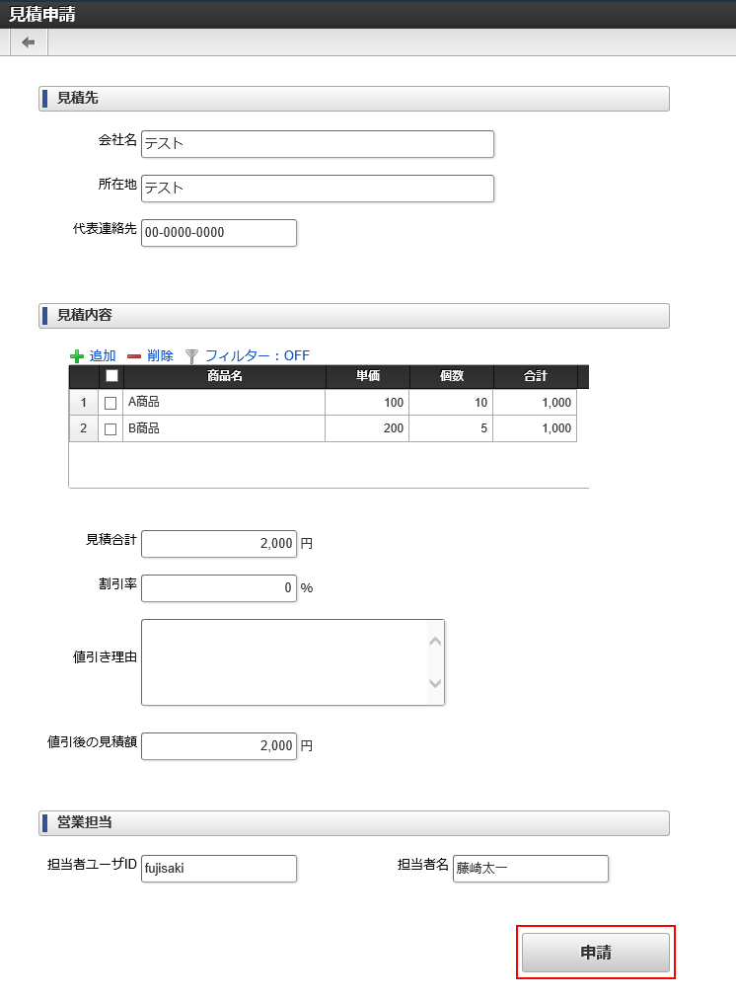 見積申請
見積先
会社名 テスト
所在地 テスト
代表連絡先 00-0000-0000
見積内容
追加 削除 フィルター：OFF
商品名 単価 個数 合計
1 A商品 100 10 1,000
2 B商品 200 5 1,000
見積合計 2,000 円
割引率 0 %
値引き理由
値引後の見積額 2,000 円
営業担当
担当者ユーザID fujisaki 担当者名 藤崎太一
申請